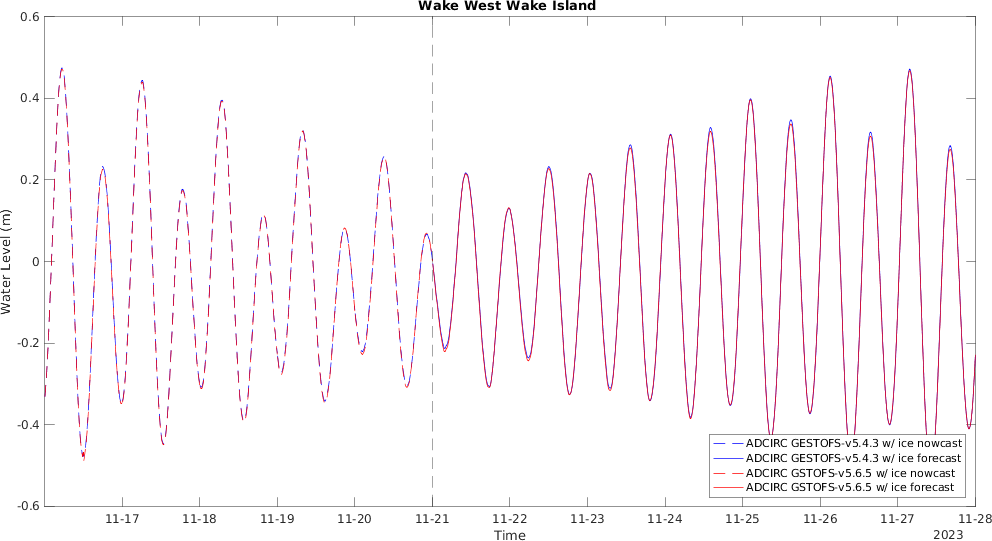 Wake West Wake Island
0.6
0.4
0.2
0
-0.2
-0.4
-0.6
Water Level (m)
ADCIRC GESTOFS-v5.4.3 w/ ice nowcast
ADCIRC GESTOFS-v5.4.3 w/ ice forecast
ADCIRC GSTOFS-v5.6.5 w/ ice nowcast
ADCIRC GSTOFS-v5.6.5 w/ ice forecast
11-17 11-18 11-19 11-20 11-21 11-22 11-23 11-24 11-25 11-26 11-27 11-28
Time
2023